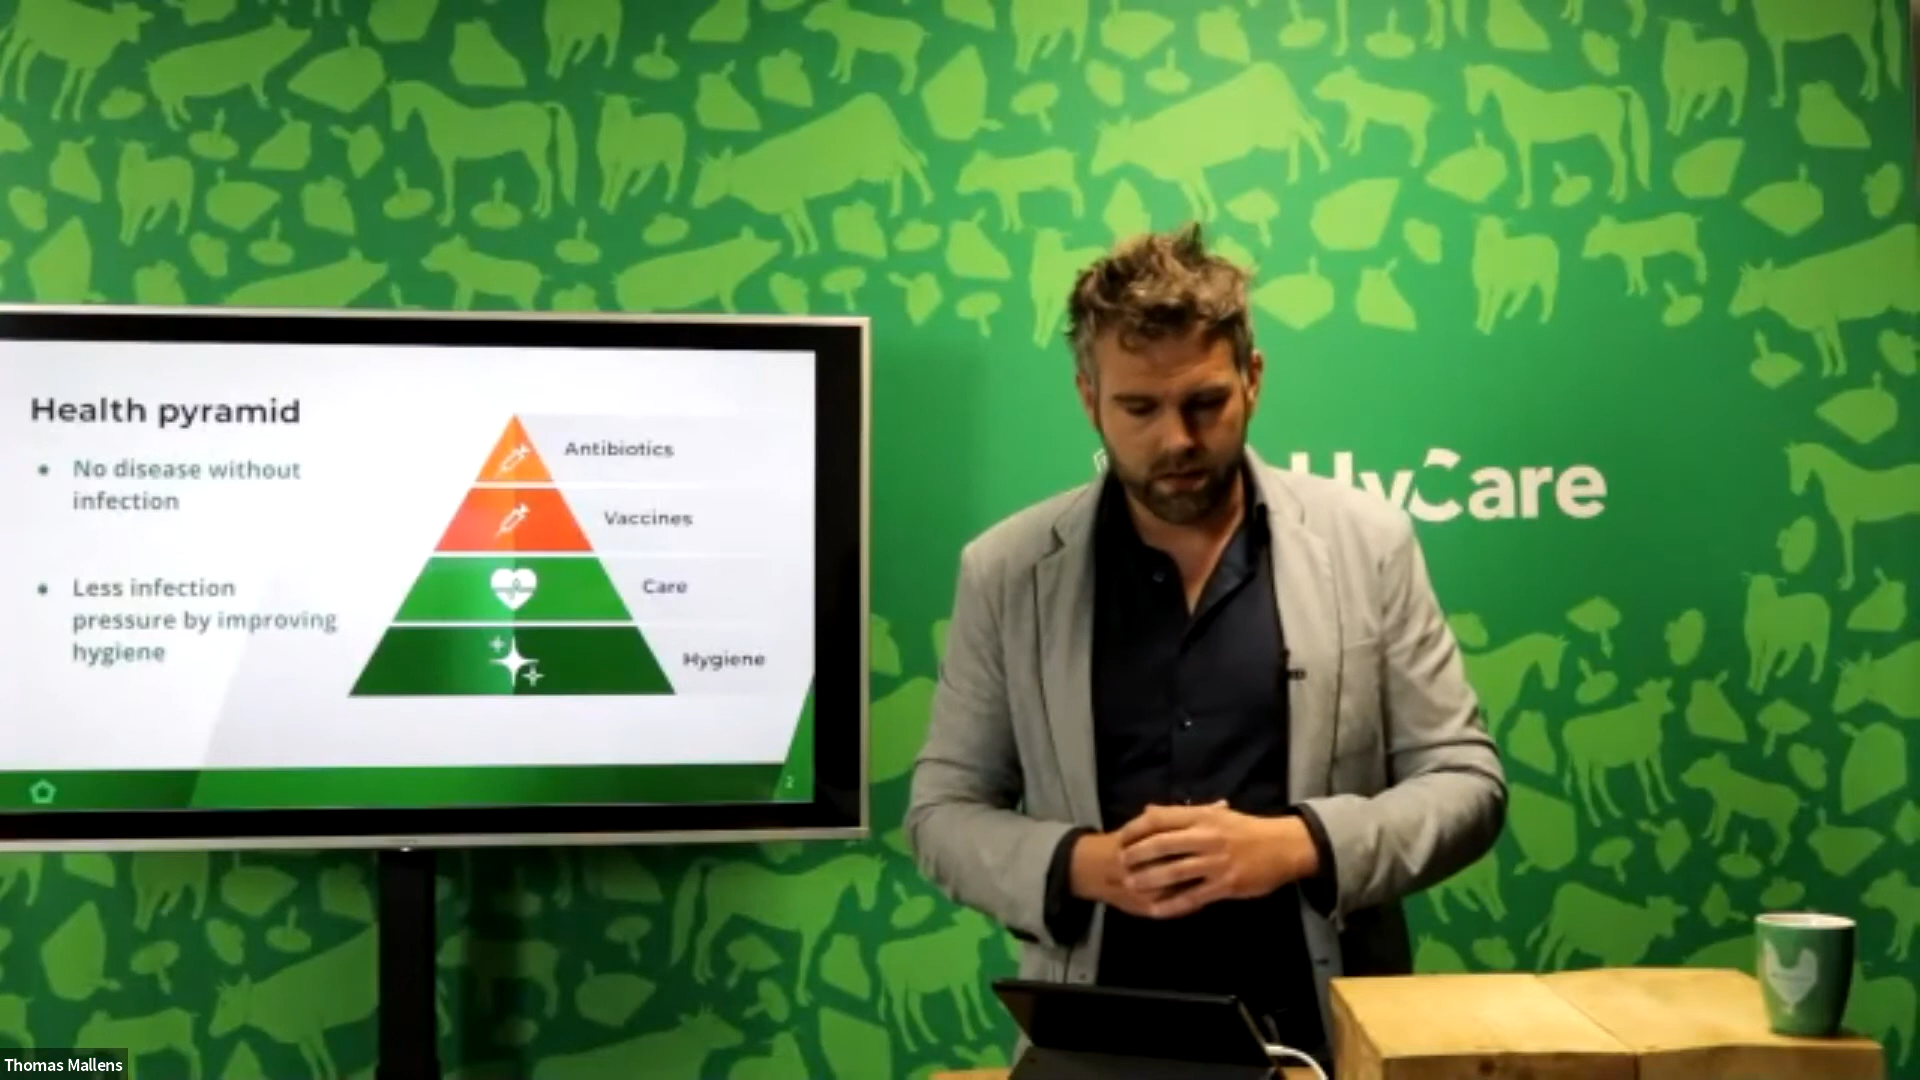 Health pyramid
No disease without
infection
Less infection
pressure by improving
hygiene
Antibiotics
Vaccines
Care
Hygiene
2
HyCare
Thomas Mallens